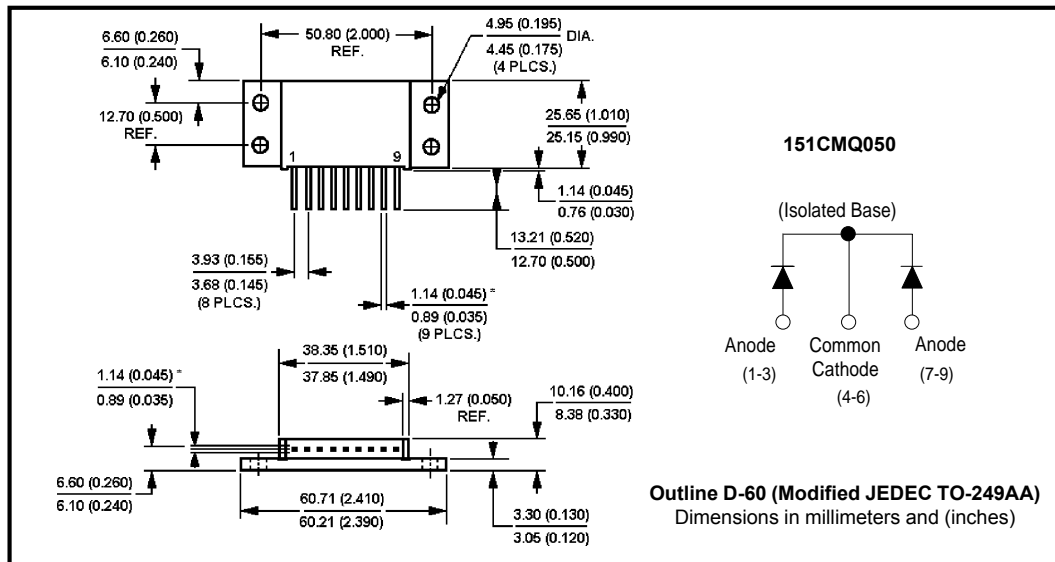 6.60 (0.260)
6.10 (0.240)
50.80 (2.000)
REF.
4.95 (0.195)
4.45 (0.175)
DIA.
(4 PLCS.)
12.70 (0.500)
REF.
25.65 (1.010)
25.15 (0.990)
1 9
1.14 (0.045)
0.76 (0.030)
13.21 (0.520)
12.70 (0.500)
3.93 (0.155)
3.68 (0.145)
(8 PLCS.)
1.14 (0.045) *
0.89 (0.035)
(9 PLCS.)
38.35 (1.510)
37.85 (1.490)
1.14 (0.045) *
0.89 (0.035)
1.27 (0.050)
REF.
10.16 (0.400)
8.38 (0.330)
6.60 (0.260)
6.10 (0.240)
60.71 (2.410)
60.21 (2.390)
3.30 (0.130)
3.05 (0.120)
151CMQ050
(Isolated Base)
Anode
(1-3)
Common
Cathode
(4-6)
Anode
(7-9)
Outline D-60 (Modified JEDEC TO-249AA)
Dimensions in millimeters and (inches)